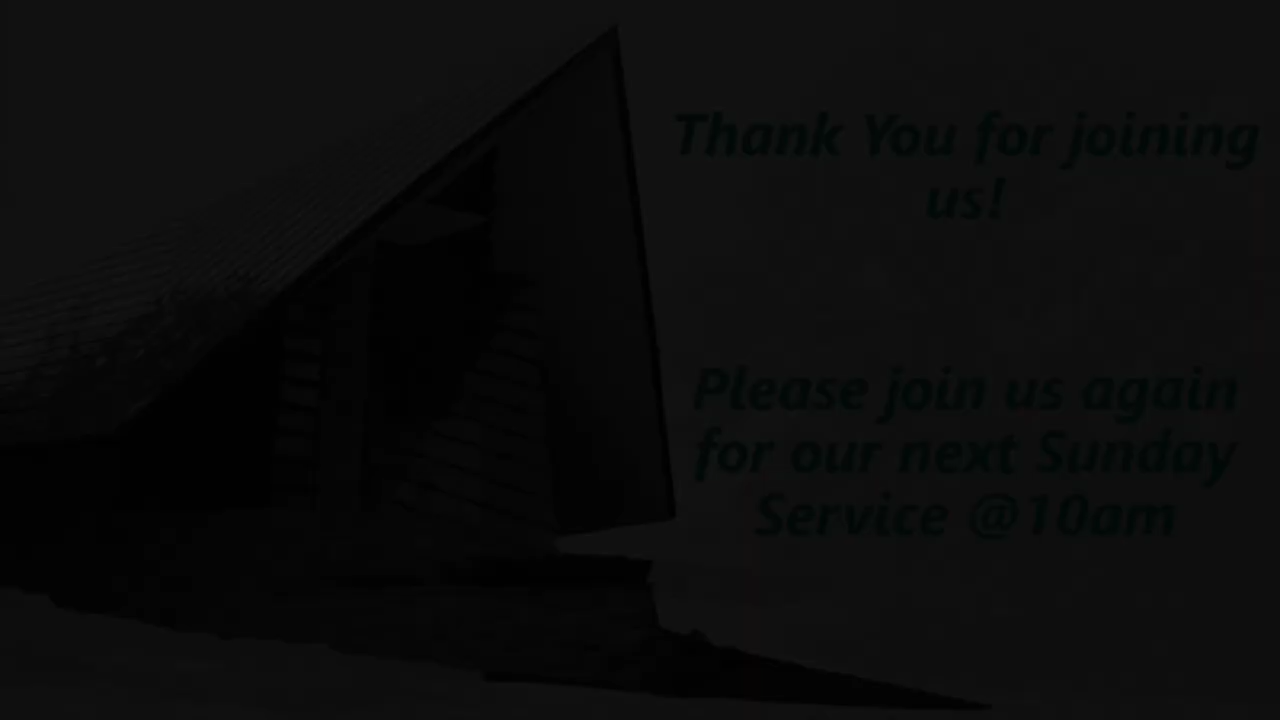 Thank You for joining
us!
Please join us again
for our next Sunday
Service @10am